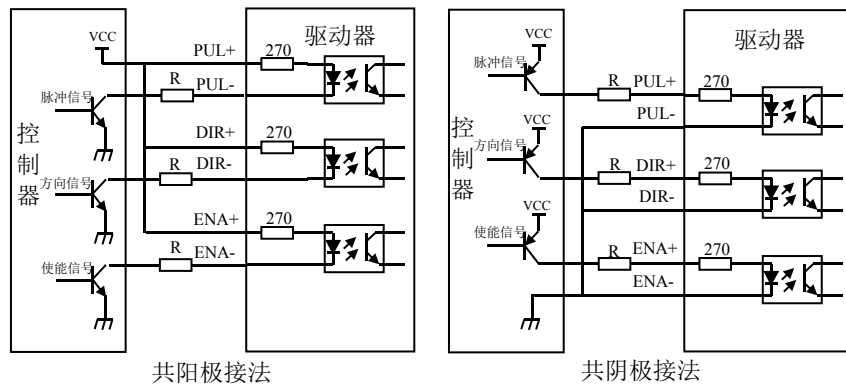 VCC
PUL+
270
驱动器
脉冲信号
R
PUL-
控制器
DIR+
270
方向信号
R
DIR-
ENA+
270
使能信号
R
ENA-
共阳极接法
VCC
驱动器
脉冲信号
R
PUL+
270
PUL-
控制器
VCC
方向信号
R
DIR+
270
DIR-
VCC
使能信号
R
ENA+
270
ENA-
共阴极接法